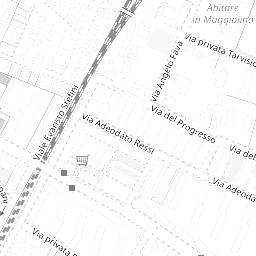 Abitare
in Maggiolina
Via privata Tarvisio
Via Angelo Fava
Via del Progresso
Viale Evaristo Stefini
Via Adeodato Ressi
Via del
Via Adeoda
Via privata